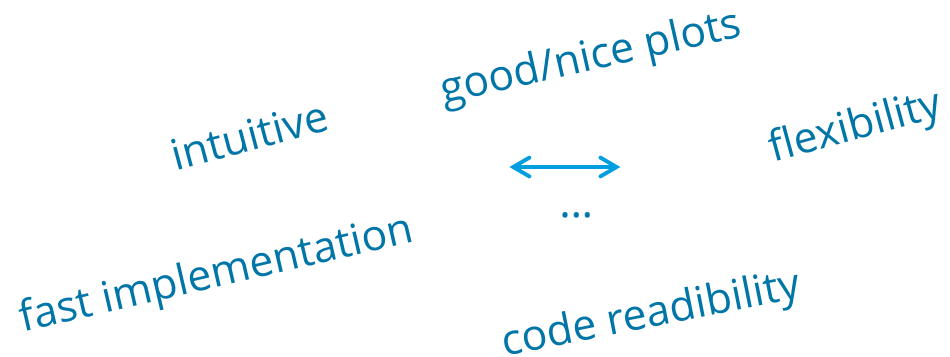 good/nice plots
intuitive
flexibility
...
fast implementation
code readibility